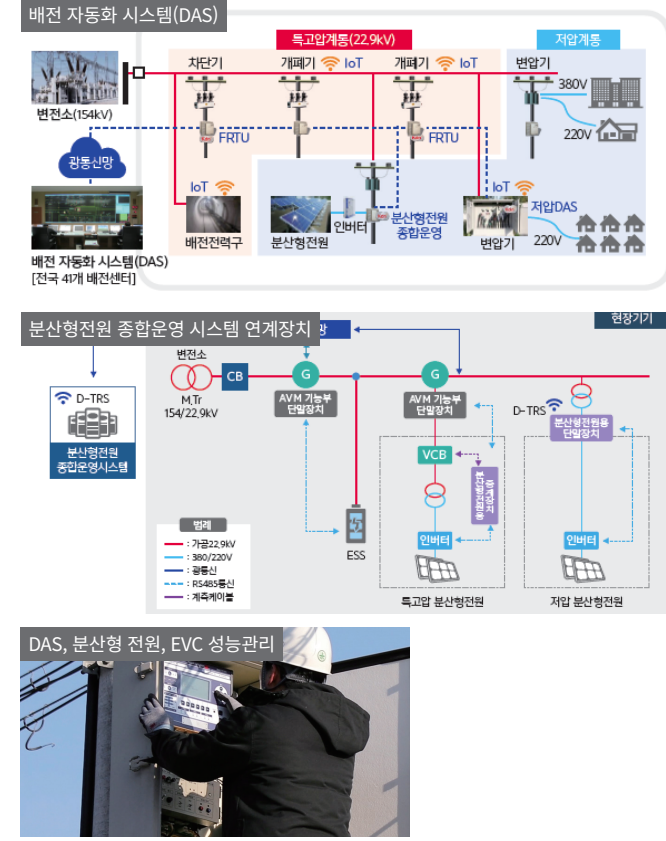 배전 자동화 시스템(DAS)
특고압계통(22.9kV)
저압계통
차단기
개폐기
IoT
개폐기
IoT
변압기
380V
220V
변전소(154kV)
FRTU
FRTU
광통신망
IoT
IoT
배전전력구
분산형전원
인버터
분산형전원
종합운영
변압기
저압DAS
220V
배전 자동화 시스템(DAS)
[전국 41개 배전센터]
분산형전원 종합운영 시스템 연계장치
광
현장기기
변전소
CB
M.Tr
154/22.9kV
G
AVM 기능부
단말장치
G
AVM 기능부
단말장치
D-TRS
분산형전원용
단말장치
D-TRS
분산형전원
종합운영시스템
VCB
분산형전원용
중계장치
인버터
인버터
ESS
특고압 분산형전원
저압 분산형전원
범례
: 가공22.9kV
: 380/220V
: 광통신
: RS485통신
: 계측케이블
DAS, 분산형 전원, EVC 성능관리